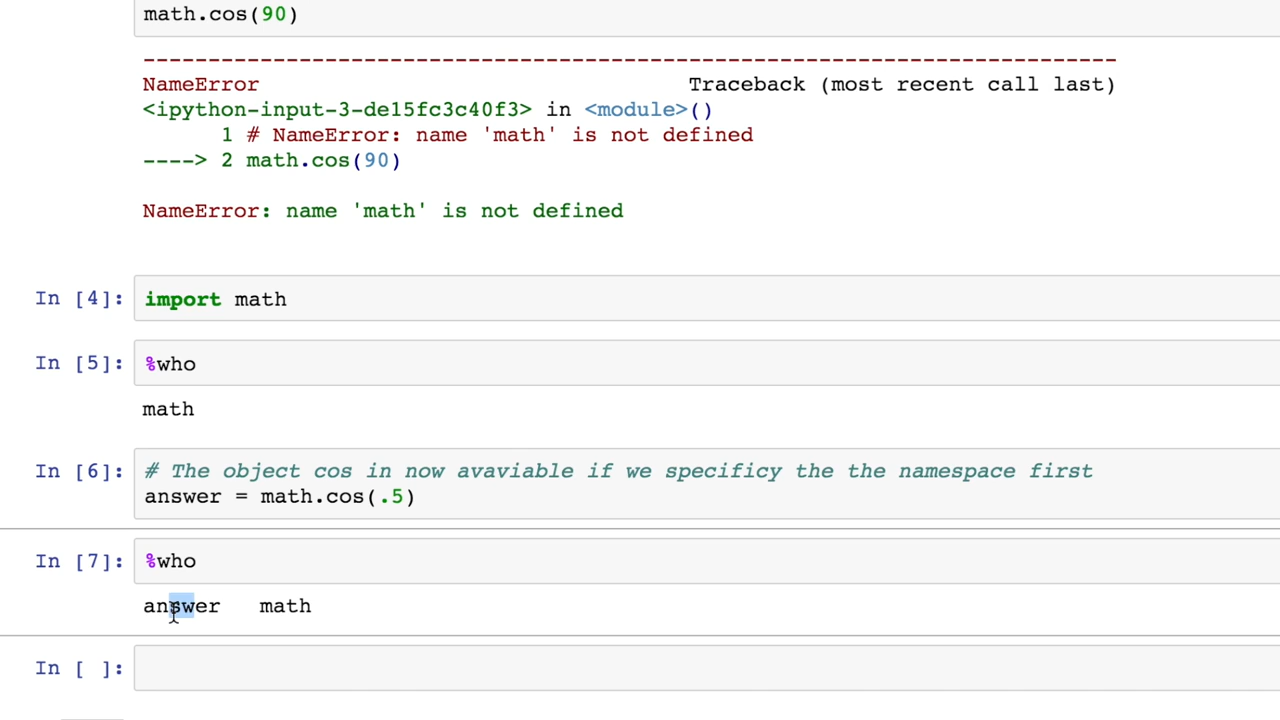 math.cos(90)
---------------------------------------------------------------------------
NameError                                 Traceback (most recent call last)
<ipython-input-3-de15fc3c40f3> in <module>()
      1 # NameError: name 'math' is not defined
----> 2 math.cos(90)
NameError: name 'math' is not defined
In [4]: import math
In [5]: %who
math
In [6]: # The object cos in now avaviable if we specificy the the namespace first
answer = math.cos(.5)
In [7]: %who
answer   math
In [ ]: